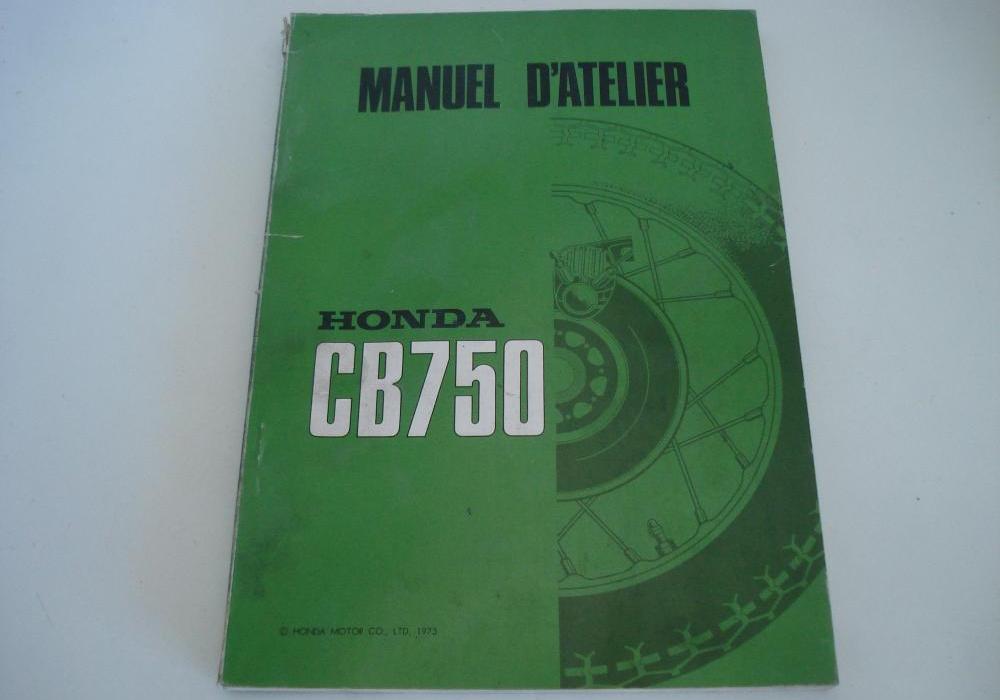 MANUEL D'ATELIER
HONDA
CB750
© HONDA MOTOR CO., LTD. 1973